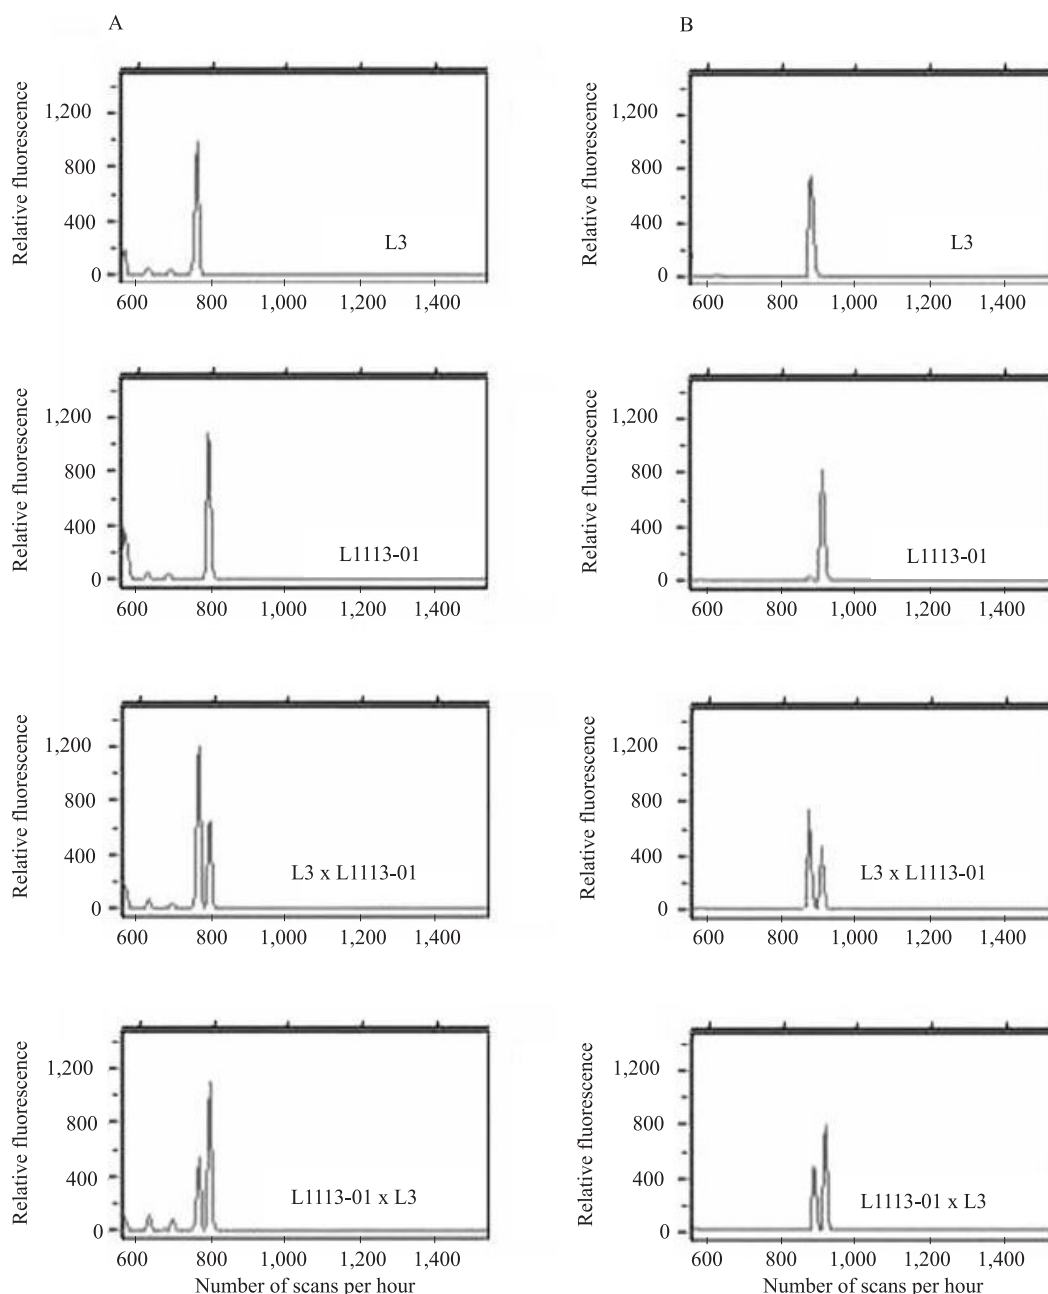 A
Relative fluorescence
1,200
800
400
0
L3
600 800 1,000 1,200 1,400
Relative fluorescence
1,200
800
400
0
L1113-01
600 800 1,000 1,200 1,400
Relative fluorescence
1,200
800
400
0
L3 x L1113-01
600 800 1,000 1,200 1,400
Relative fluorescence
1,200
800
400
0
L1113-01 x L3
600 800 1,000 1,200 1,400
Number of scans per hour
B
Relative fluorescence
1,200
800
400
0
L3
600 800 1,000 1,200 1,400
Relative fluorescence
1,200
800
400
0
L1113-01
600 800 1,000 1,200 1,400
Relative fluorescence
1,200
800
400
0
L3 x L1113-01
600 800 1,000 1,200 1,400
Relative fluorescence
1,200
800
400
0
L1113-01 x L3
600 800 1,000 1,200 1,400
Number of scans per hour